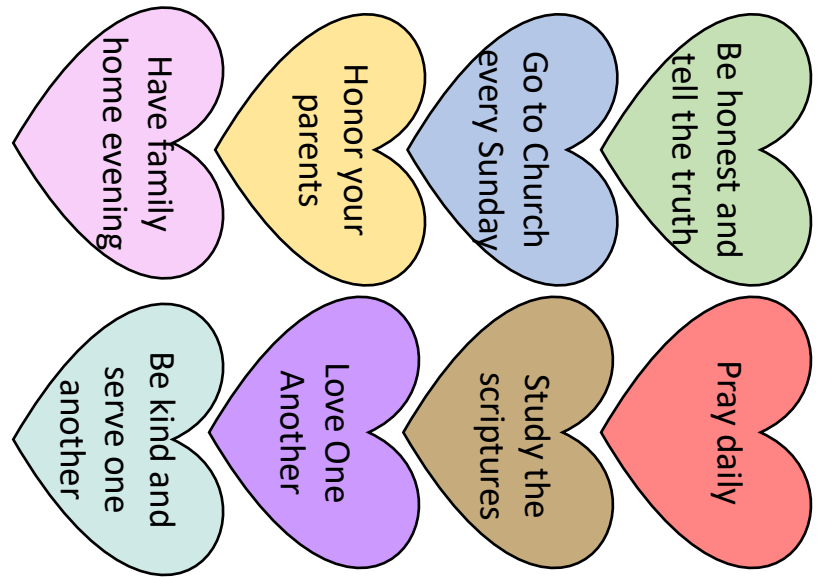 Be honest and
tell the truth
Pray daily
Go to Church
every Sunday
Study the
scriptures
Honor your
parents
Love One
Another
Have family
home evening
Be kind and
serve one
another